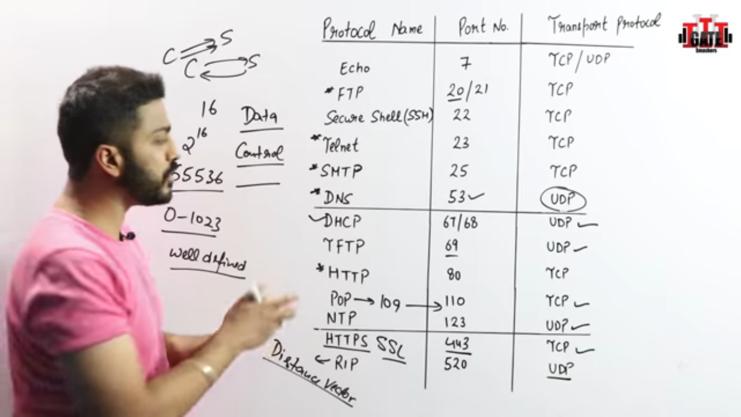 Protocol Name Port No. Transport Protocol
GATE
Smashers
C S
C S
Echo 7 TCP/UDP
*FTP 20/21 TCP
16 Data
Secure Shell (SSH) 22 TCP
2^16 Control
*Telnet 23 TCP
65536
*SMTP 25 TCP
*DNS 53 ✓ UDP
0-1023
✓DHCP 67/68 UDP ✓
well defined
TFTP 69 UDP ✓
*HTTP 80 TCP
POP → 109 → 110 TCP ✓
NTP 123 UDP ✓
HTTPS SSL 443 TCP ✓
RIP 520 UDP
Distance Vector